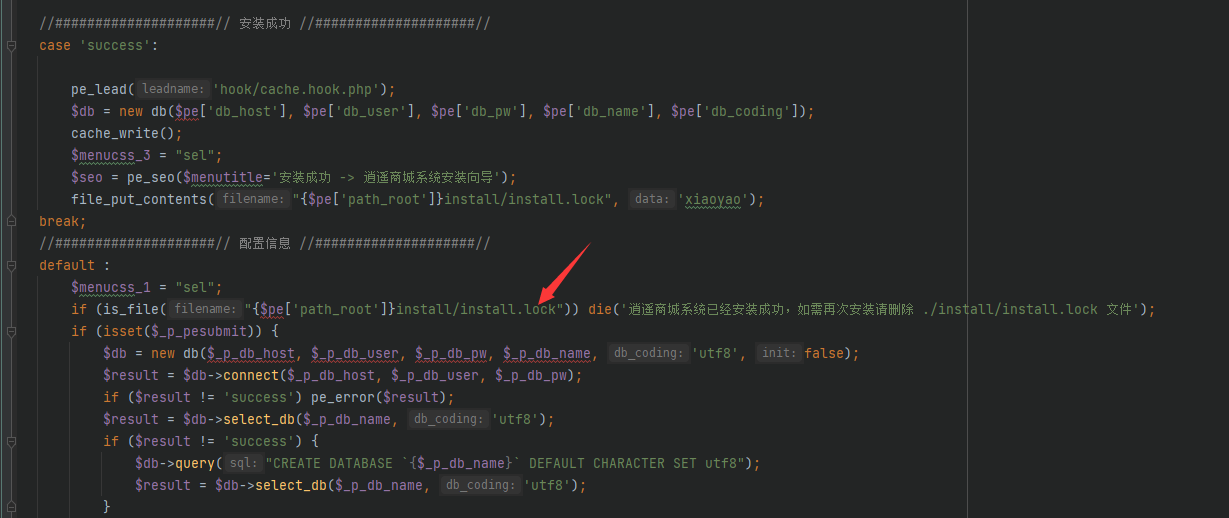 //####################// 安装成功 //####################//
case 'success':
pe_lead( leadname: 'hook/cache.hook.php');
$db = new db($pe['db_host'], $pe['db_user'], $pe['db_pw'], $pe['db_name'], $pe['db_coding']);
cache_write();
$menucss_3 = "sel";
$seo = pe_seo($menutitle='安装成功 -> 逍遥商城系统安装向导');
file_put_contents( filename: "{$pe['path_root']}install/install.lock", data: 'xiaoyao');
break;
//####################// 配置信息 //####################//
default :
$menucss_1 = "sel";
if (is_file( filename: "{$pe['path_root']}install/install.lock")) die('逍遥商城系统已经安装成功，如需再次安装请删除 ./install/install.lock 文件');
if (isset($_p_pesubmit)) {
$db = new db($_p_db_host, $_p_db_user, $_p_db_pw, $_p_db_name, db_coding: 'utf8', init: false);
$result = $db->connect($_p_db_host, $_p_db_user, $_p_db_pw);
if ($result != 'success') pe_error($result);
$result = $db->select_db($_p_db_name, db_coding: 'utf8');
if ($result != 'success') {
$db->query( sql: "CREATE DATABASE `{$_p_db_name}` DEFAULT CHARACTER SET utf8");
$result = $db->select_db($_p_db_name, db_coding: 'utf8');
}